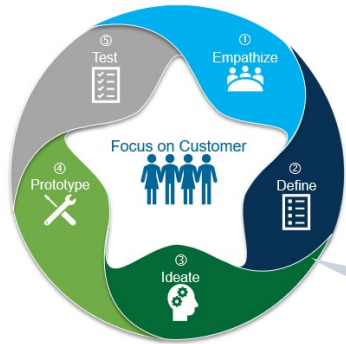 ①
Empathize
②
Define
③
Ideate
④
Prototype
⑤
Test
Focus on Customer